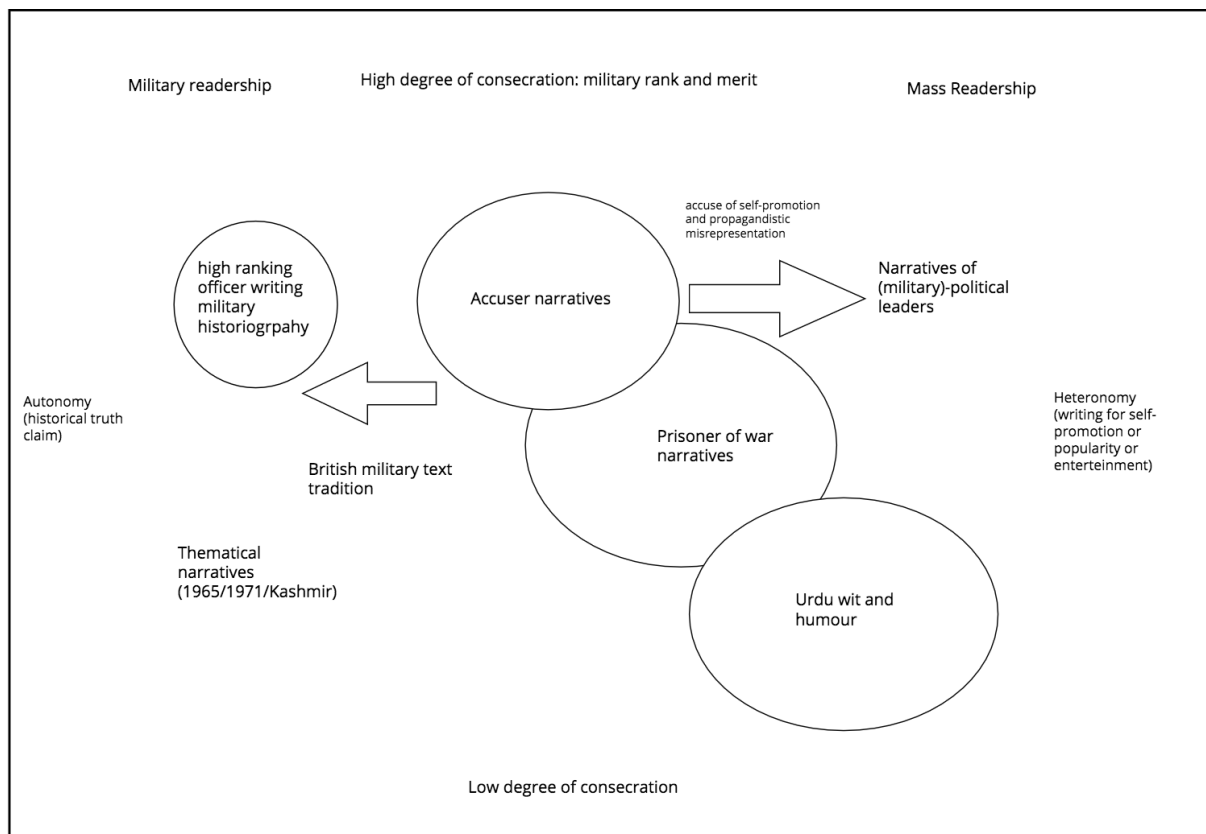 Military readership
High degree of consecration: military rank and merit
Mass Readership
accuse of self-promotion
and propagandistic
misrepresentation
high ranking
officer writing
military
historiogrpahy
Accuser narratives
Narratives of
(military)-political
leaders
Autonomy
(historical truth
claim)
Heteronomy
(writing for self-
promotion or
popularity or
enterteinment)
Prisoner of war
narratives
British military text
tradition
Thematical
narratives
(1965/1971/Kashmir)
Urdu wit and
humour
Low degree of consecration